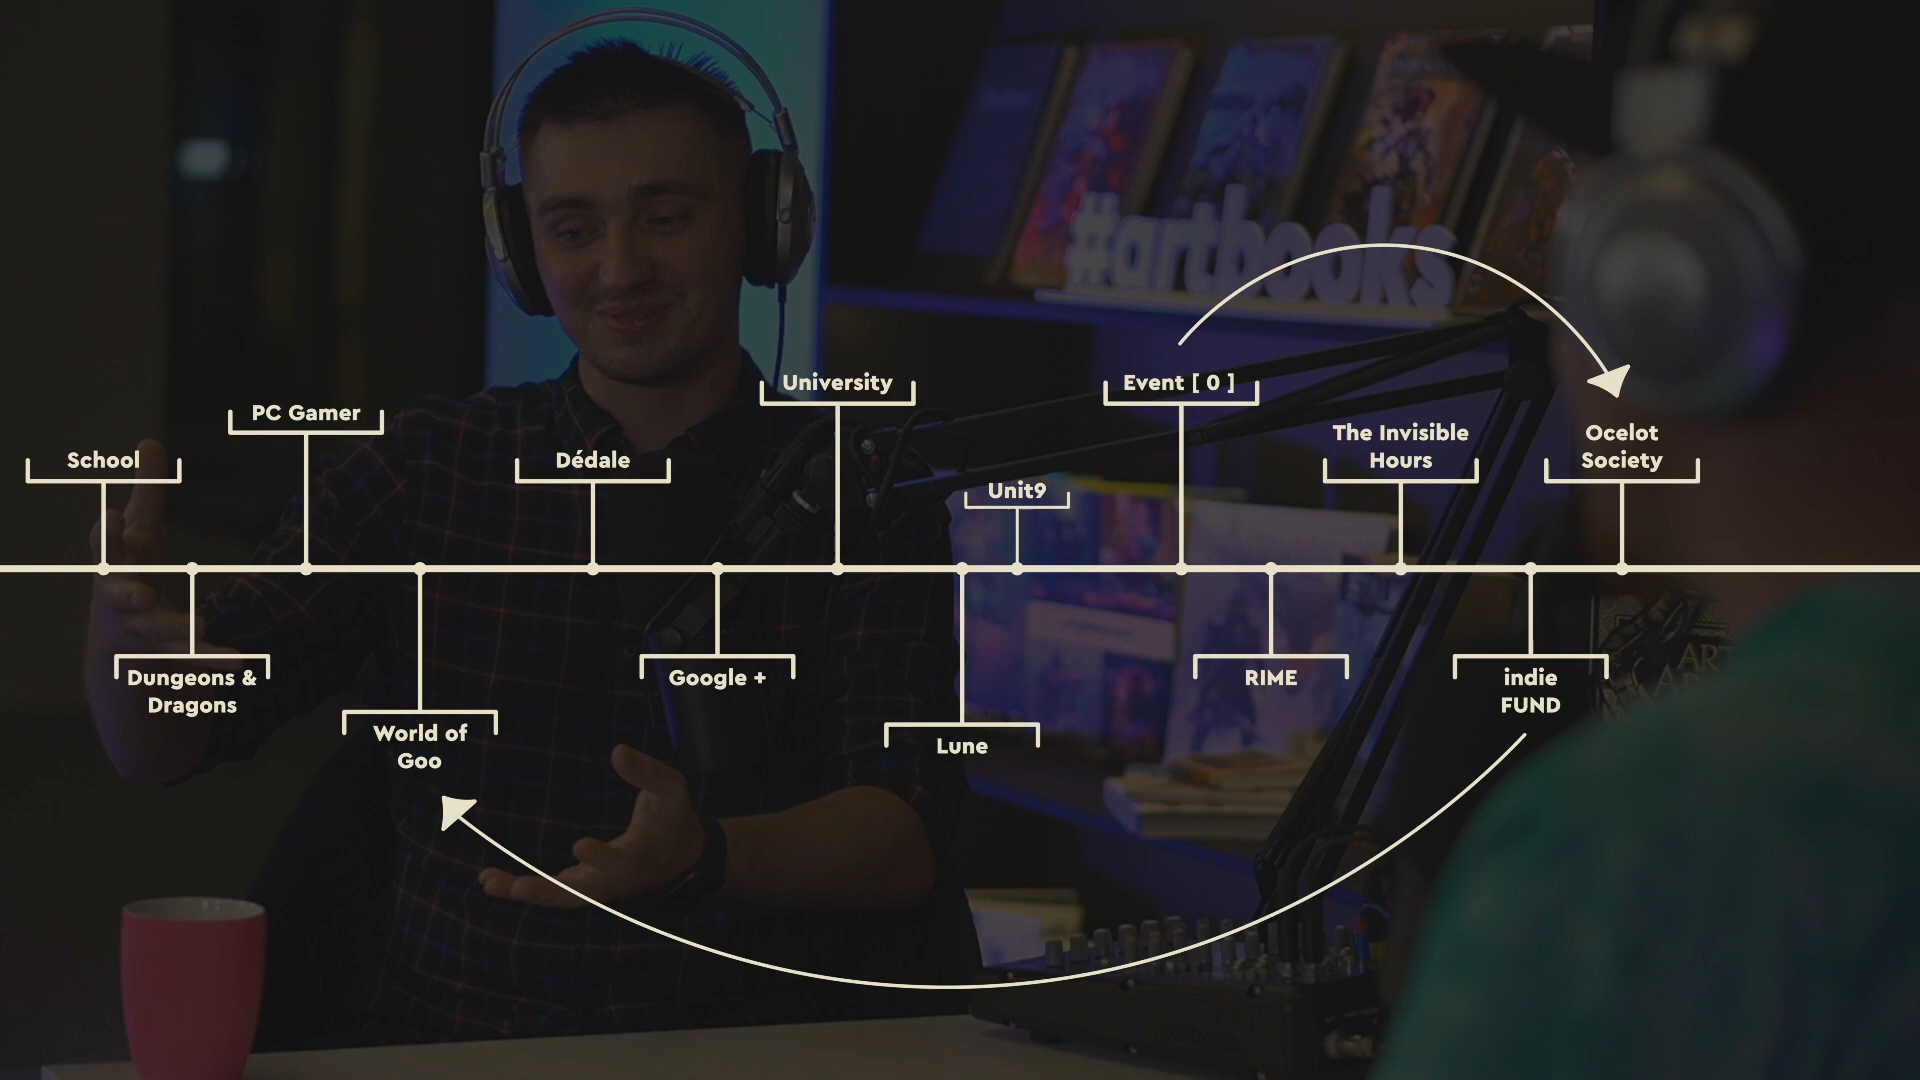 #artbooks
School
PC Gamer
Dédale
University
Unit9
Event [ 0 ]
The Invisible
Hours
Ocelot
Society
Dungeons &
Dragons
World of
Goo
Google +
Lune
RIME
indie
FUND
ART